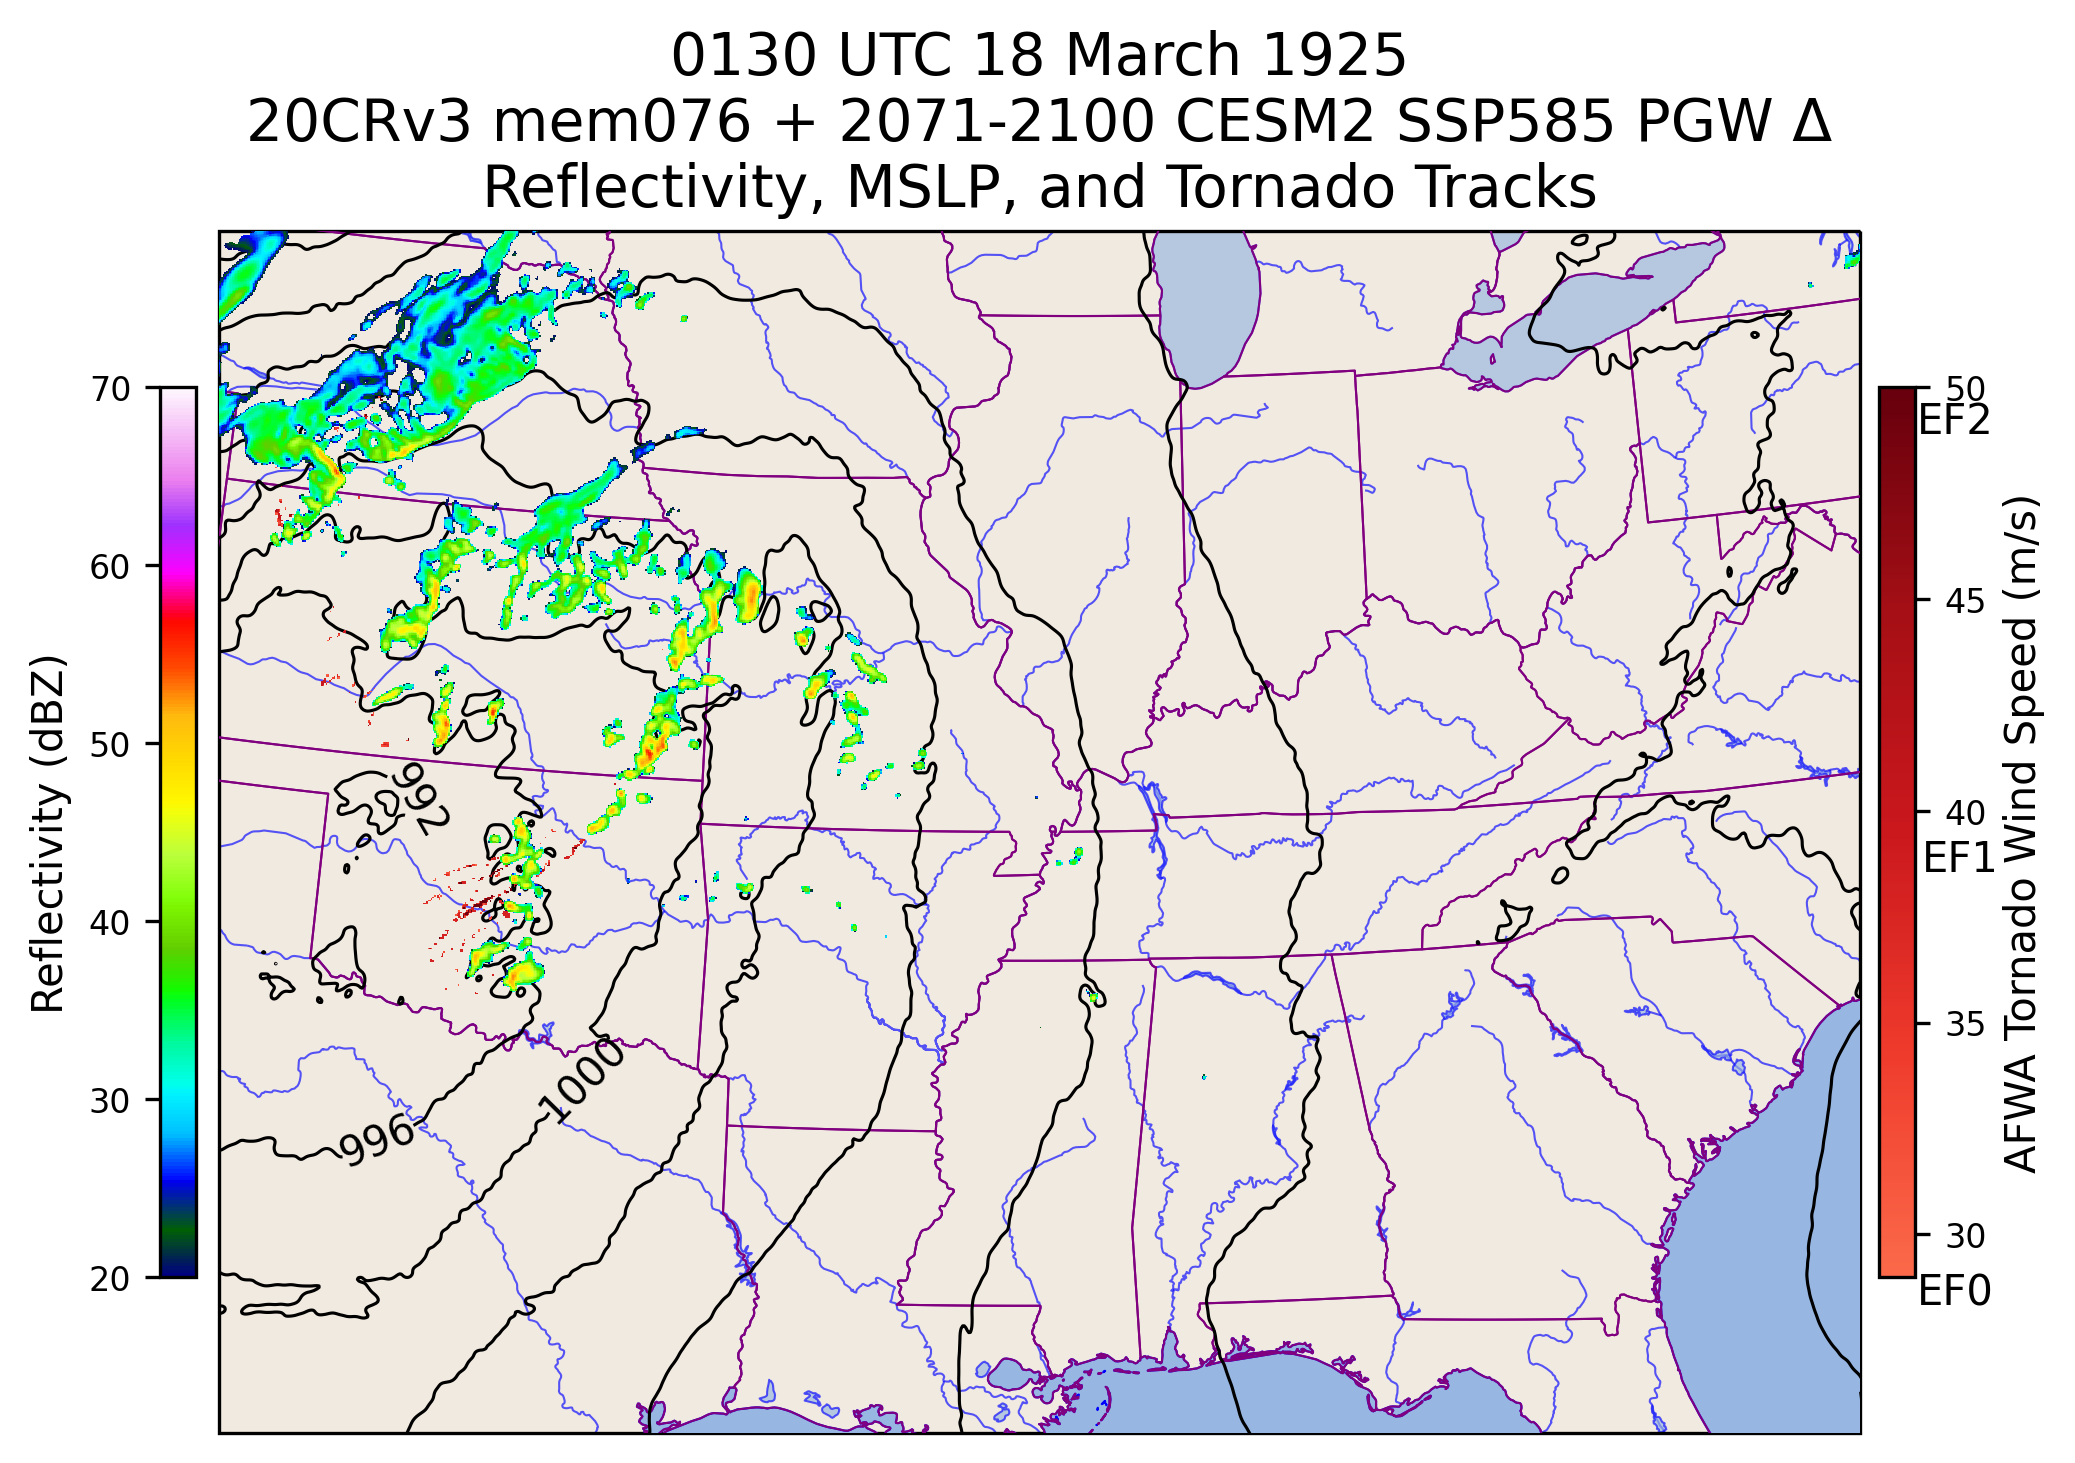 0130 UTC 18 March 1925
20CRv3 mem076 + 2071-2100 CESM2 SSP585 PGW Δ
Reflectivity, MSLP, and Tornado Tracks
70
60
50
40
30
20
Reflectivity (dBZ)
992
996
1000
50
EF2
45
40
EF1
35
30
EF0
AFWA Tornado Wind Speed (m/s)